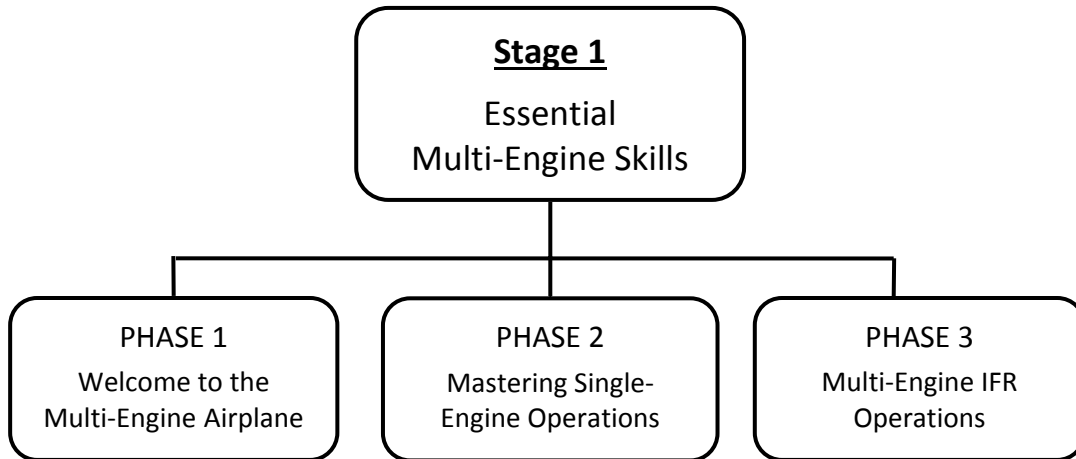 Stage 1
Essential
Multi-Engine Skills
PHASE 1
Welcome to the
Multi-Engine Airplane
PHASE 2
Mastering Single-
Engine Operations
PHASE 3
Multi-Engine IFR
Operations